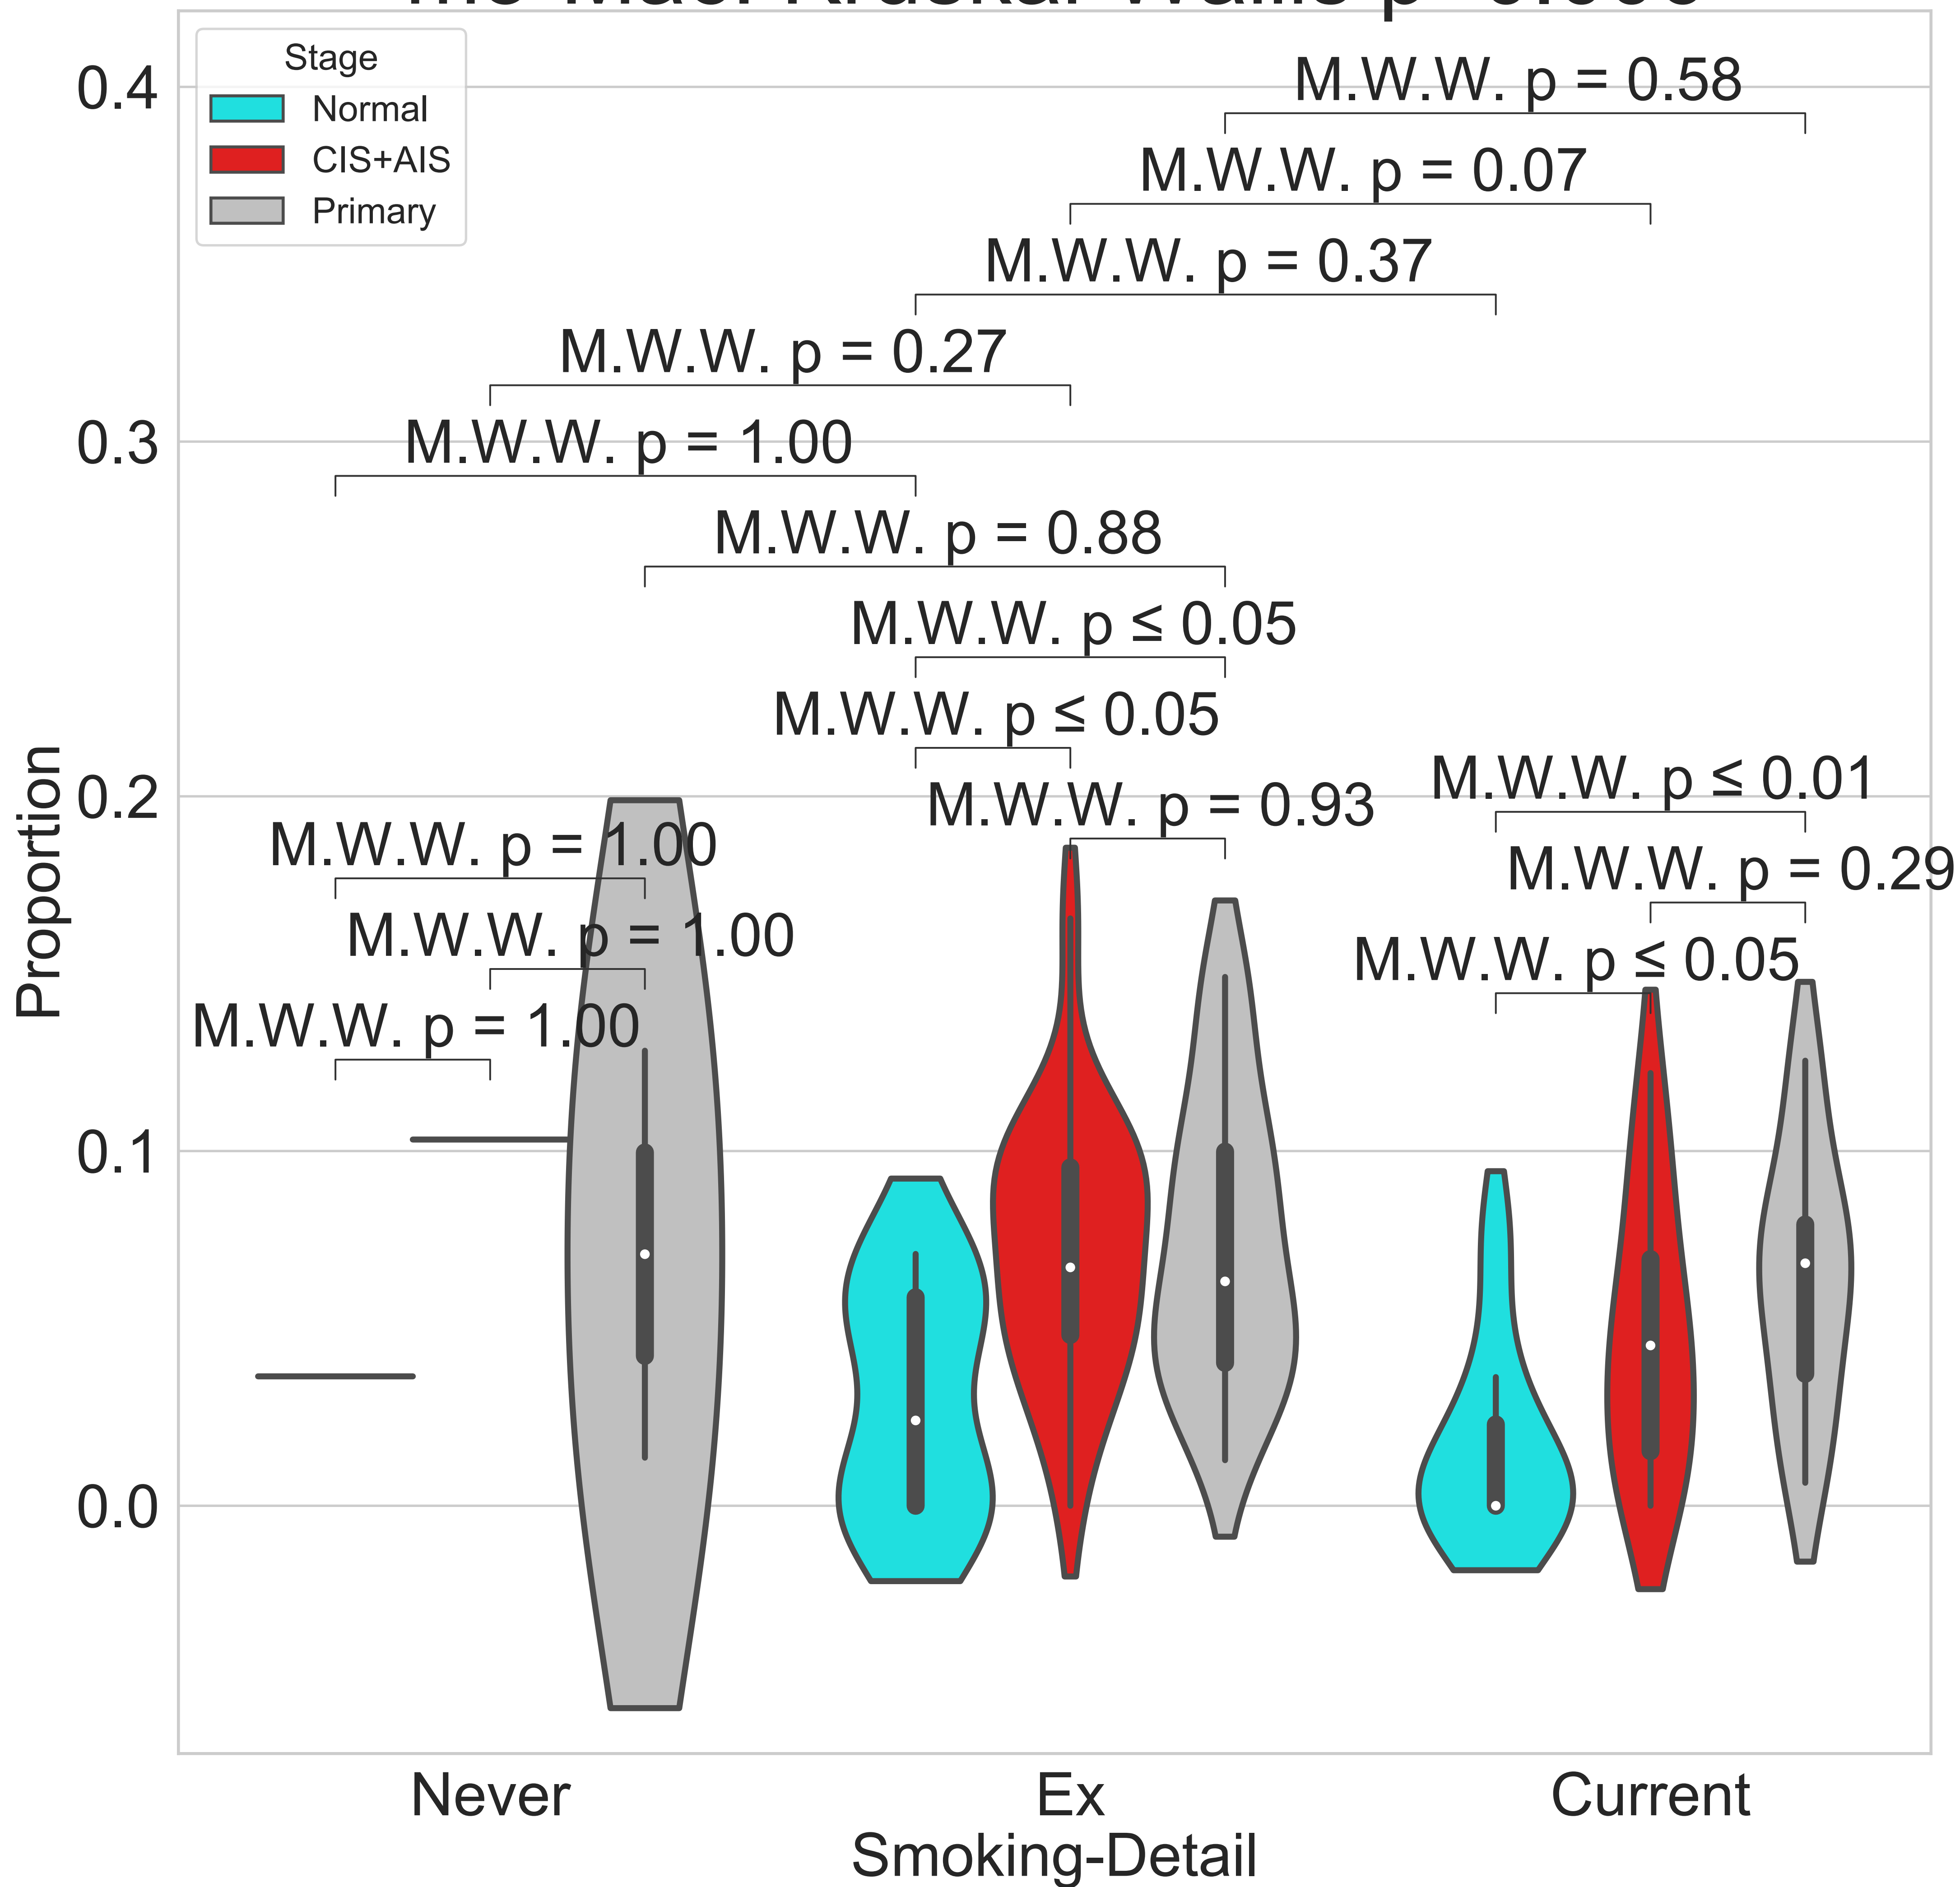 0.4
0.3
0.2
0.1
0.0
Proportion
Stage
Normal
CIS+AIS
Primary
M.W.W. p = 0.58
M.W.W. p = 0.07
M.W.W. p = 0.37
M.W.W. p = 0.27
M.W.W. p = 1.00
M.W.W. p = 0.88
M.W.W. p ≤ 0.05
M.W.W. p ≤ 0.05
M.W.W. p = 0.93
M.W.W. p ≤ 0.01
M.W.W. p = 1.00
M.W.W. p = 0.29
M.W.W. p = 1.00
M.W.W. p ≤ 0.05
M.W.W. p = 1.00
Never
Ex
Current
Smoking-Detail